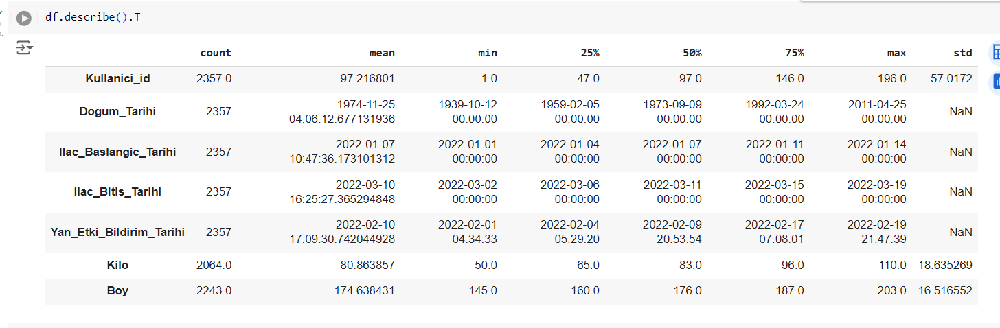 df.describe().T
count mean min 25% 50% 75% max std
Kullanici_id 2357.0 97.216801 1.0 47.0 97.0 146.0 196.0 57.0172
Dogum_Tarihi 2357 1974-11-25 04:06:12.677131936 1939-10-12 00:00:00 1959-02-05 00:00:00 1973-09-09 00:00:00 1992-03-24 00:00:00 2011-04-25 00:00:00 NaN
Ilac_Baslangic_Tarihi 2357 2022-01-07 10:47:36.173101312 2022-01-01 00:00:00 2022-01-04 00:00:00 2022-01-07 00:00:00 2022-01-11 00:00:00 2022-01-14 00:00:00 NaN
Ilac_Bitis_Tarihi 2357 2022-03-10 16:25:27.365294848 2022-03-02 00:00:00 2022-03-06 00:00:00 2022-03-11 00:00:00 2022-03-15 00:00:00 2022-03-19 00:00:00 NaN
Yan_Etki_Bildirim_Tarihi 2357 2022-02-10 17:09:30.742044928 2022-02-01 04:34:33 2022-02-04 05:29:20 2022-02-09 20:53:54 2022-02-17 07:08:01 2022-02-19 21:47:39 NaN
Kilo 2064.0 80.863857 50.0 65.0 83.0 96.0 110.0 18.635269
Boy 2243.0 174.638431 145.0 160.0 176.0 187.0 203.0 16.516552